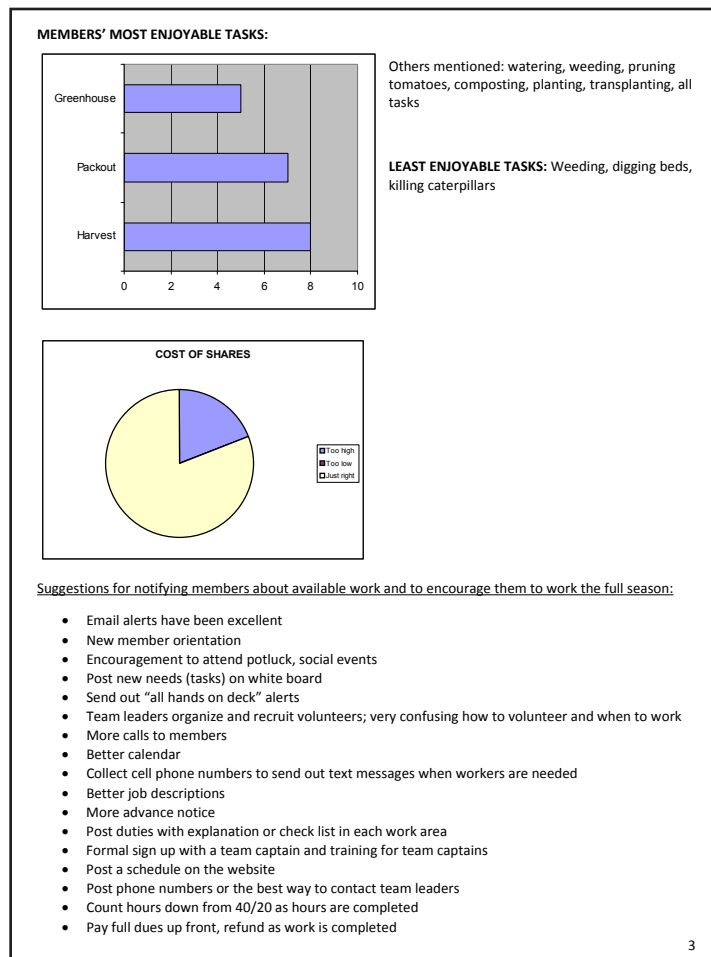 MEMBERS’ MOST ENJOYABLE TASKS:
Greenhouse
Packout
Harvest
0 2 4 6 8 10
Others mentioned: watering, weeding, pruning
tomatoes, composting, planting, transplanting, all
tasks
LEAST ENJOYABLE TASKS: Weeding, digging beds,
killing caterpillars
COST OF SHARES
Too high
Too low
Just right
Suggestions for notifying members about available work and to encourage them to work the full season:
• Email alerts have been excellent
• New member orientation
• Encouragement to attend potluck, social events
• Post new needs (tasks) on white board
• Send out “all hands on deck” alerts
• Team leaders organize and recruit volunteers; very confusing how to volunteer and when to work
• More calls to members
• Better calendar
• Collect cell phone numbers to send out text messages when workers are needed
• Better job descriptions
• More advance notice
• Post duties with explanation or check list in each work area
• Formal sign up with a team captain and training for team captains
• Post a schedule on the website
• Post phone numbers or the best way to contact team leaders
• Count hours down from 40/20 as hours are completed
• Pay full dues up front, refund as work is completed
3